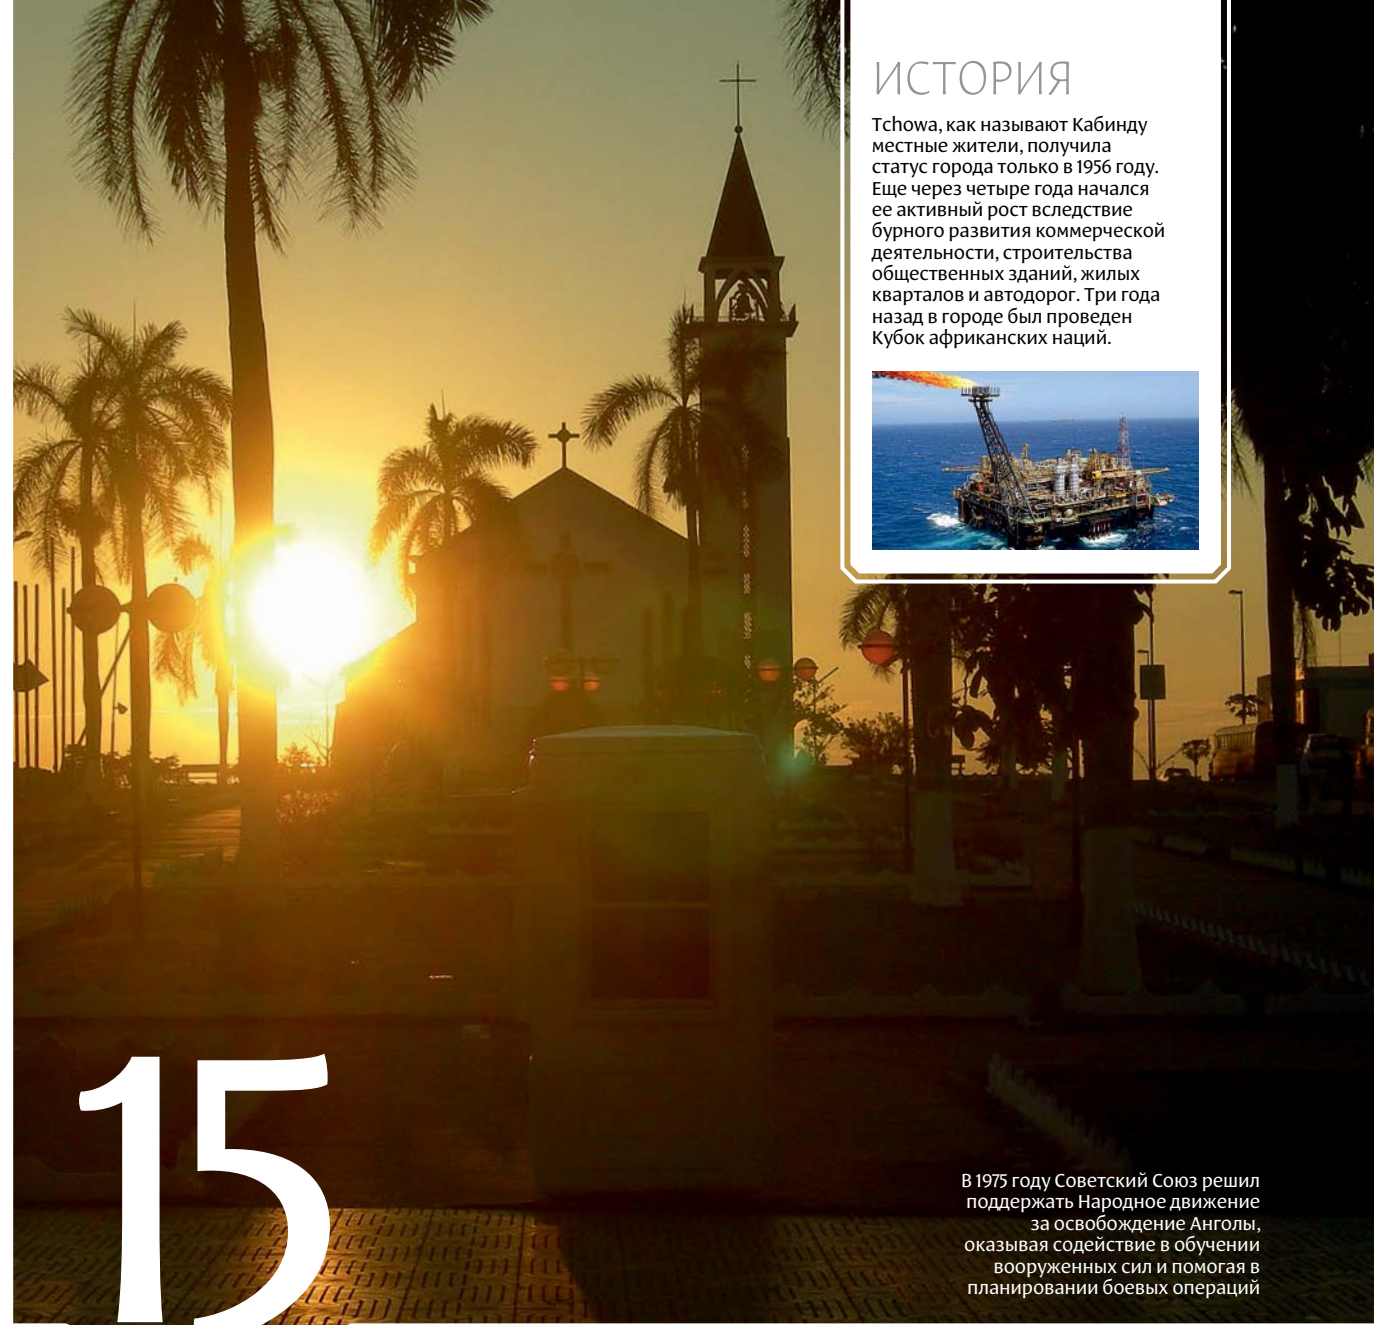 ИСТОРИЯ
Tchowa, как называют Кабинду
местные жители, получила
статус города только в 1956 году.
Еще через четыре года начался
ее активный рост вследствие
бурного развития коммерческой
деятельности, строительства
общественных зданий, жилых
кварталов и автодорог. Три года
назад в городе был проведен
Кубок африканских наций.
15
В 1975 году Советский Союз решил
поддержать Народное движение
за освобождение Анголы,
оказывая содействие в обучении
вооруженных сил и помогая в
планировании боевых операций